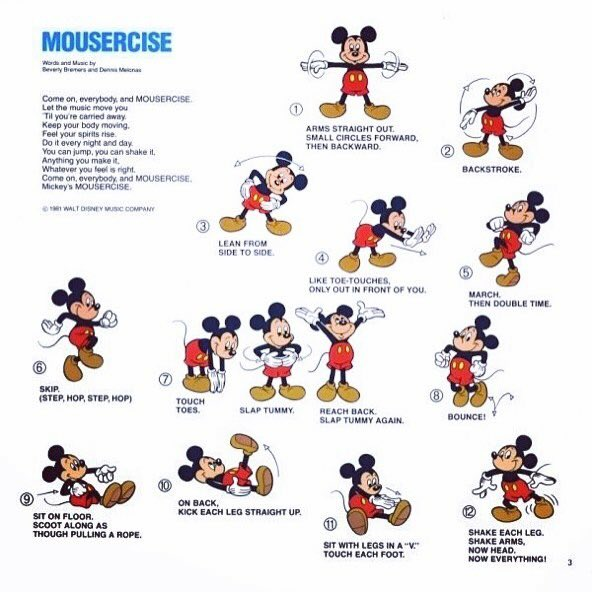 MOUSERCISE
Words and Music by
Beverly Bremers and Dennis Melonas
Come on, everybody, and MOUSERCISE.
Let the music move you
'Til you're carried away.
Keep your body moving,
Feel your spirits rise.
Do it every night and day.
You can jump, you can shake it,
Anything you make it,
Whatever you feel is right.
Come on, everybody, and MOUSERCISE,
Mickey's MOUSERCISE.
© 1981 WALT DISNEY MUSIC COMPANY
1
ARMS STRAIGHT OUT.
SMALL CIRCLES FORWARD,
THEN BACKWARD.
2
BACKSTROKE.
3
LEAN FROM
SIDE TO SIDE.
4
LIKE TOE-TOUCHES,
ONLY OUT IN FRONT OF YOU.
5
MARCH.
THEN DOUBLE TIME.
6
SKIP.
(STEP, HOP, STEP, HOP)
7
TOUCH
TOES.
SLAP TUMMY.
REACH BACK.
SLAP TUMMY AGAIN.
8
BOUNCE!
9
SIT ON FLOOR.
SCOOT ALONG AS
THOUGH PULLING A ROPE.
10
ON BACK,
KICK EACH LEG STRAIGHT UP.
11
SIT WITH LEGS IN A "V."
TOUCH EACH FOOT.
12
SHAKE EACH LEG.
SHAKE ARMS,
NOW HEAD.
NOW EVERYTHING!
3